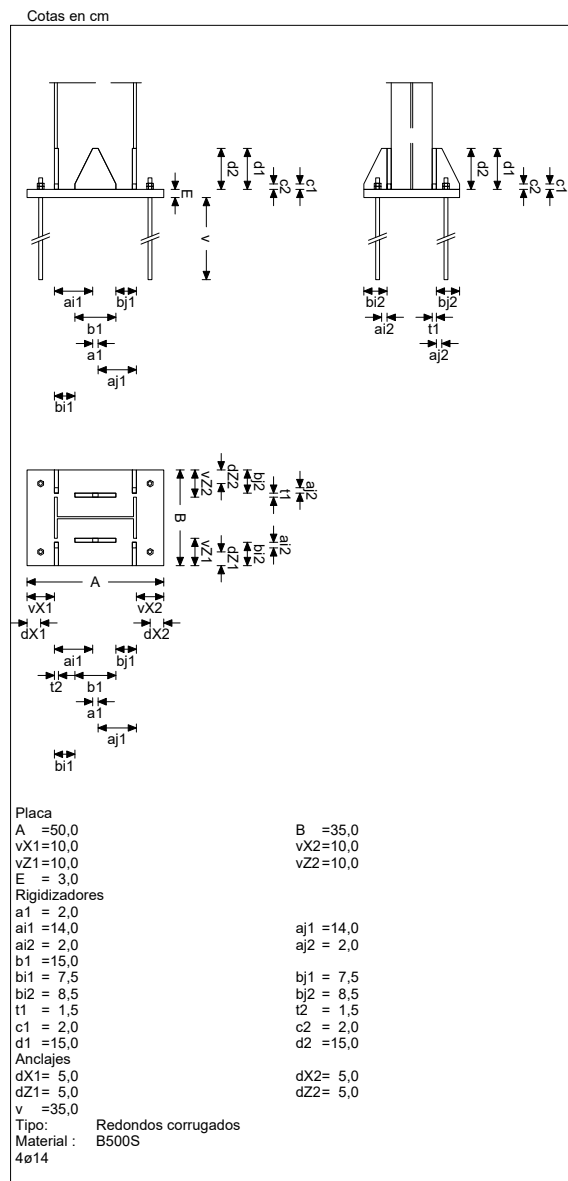 Cotas en cm
E
v
d2
d1
c2
c1
ai1
bj1
b1
a1
aj1
bi1
d2
d1
c2
c1
bi2
bj2
ai2
t1
aj2
vZ2
dZ2
bj2
t1
aj2
B
vZ1
dZ1
bi2
ai2
A
vX1
vX2
dX1
dX2
ai1
bj1
t2
b1
a1
aj1
bi1
Placa
A =50,0 B =35,0
vX1=10,0 vX2=10,0
vZ1=10,0 vZ2=10,0
E = 3,0
Rigidizadores
a1 = 2,0
ai1 =14,0 aj1 =14,0
ai2 = 2,0 aj2 = 2,0
b1 =15,0
bi1 = 7,5 bj1 = 7,5
bi2 = 8,5 bj2 = 8,5
t1 = 1,5 t2 = 1,5
c1 = 2,0 c2 = 2,0
d1 =15,0 d2 =15,0
Anclajes
dX1= 5,0 dX2= 5,0
dZ1= 5,0 dZ2= 5,0
v =35,0
Tipo: Redondos corrugados
Material : B500S
4ø14